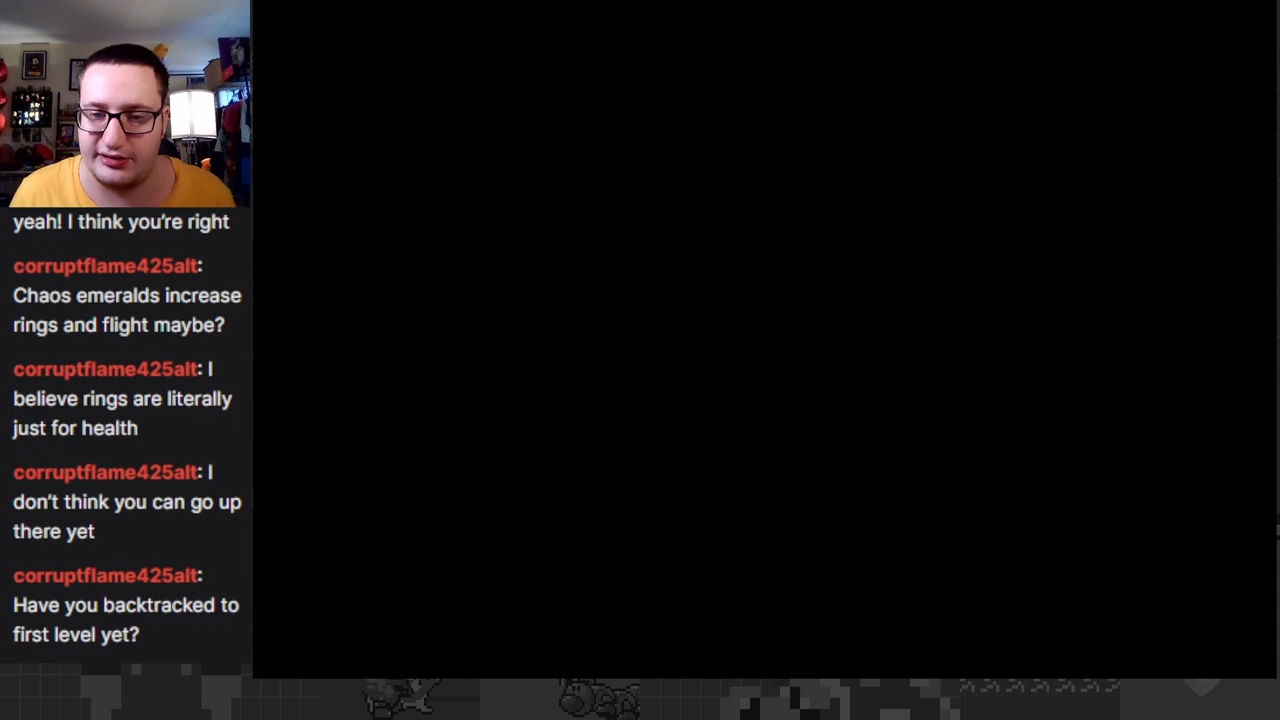 yeah! I think you're right
corruptflame425alt:
Chaos emeralds increase
rings and flight maybe?
corruptflame425alt: I
believe rings are literally
just for health
corruptflame425alt: I
don't think you can go up
there yet
corruptflame425alt:
Have you backtracked to
first level yet?